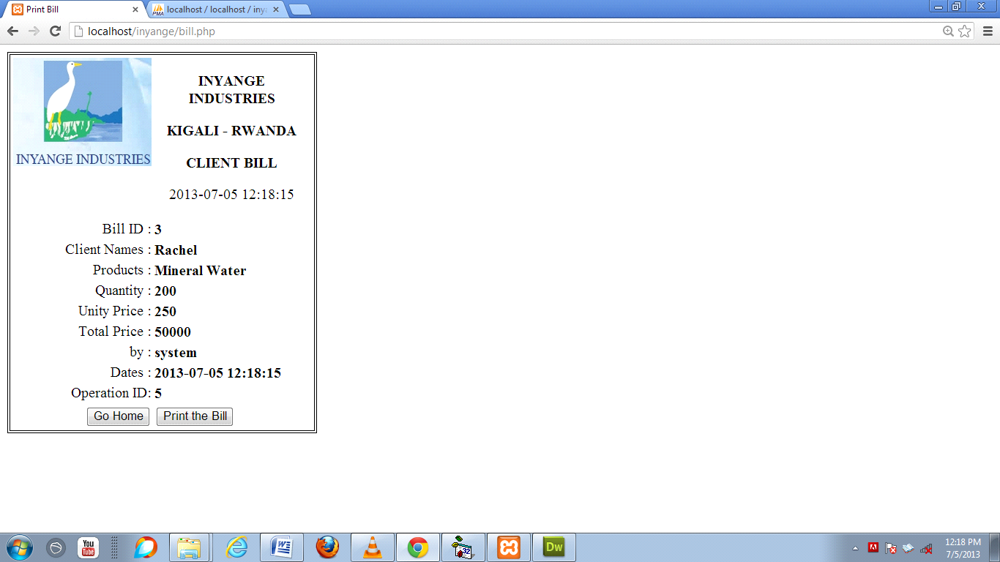 Print Bill
localhost / localhost / inya
localhost/inyange/bill.php
INYANGE INDUSTRIES
INYANGE
INDUSTRIES
KIGALI - RWANDA
CLIENT BILL
2013-07-05 12:18:15
Bill ID : 3
Client Names : Rachel
Products : Mineral Water
Quantity : 200
Unity Price : 250
Total Price : 50000
by : system
Dates : 2013-07-05 12:18:15
Operation ID: 5
Go Home
Print the Bill
You
Tube
W
32
Dw
12:18 PM
7/5/2013